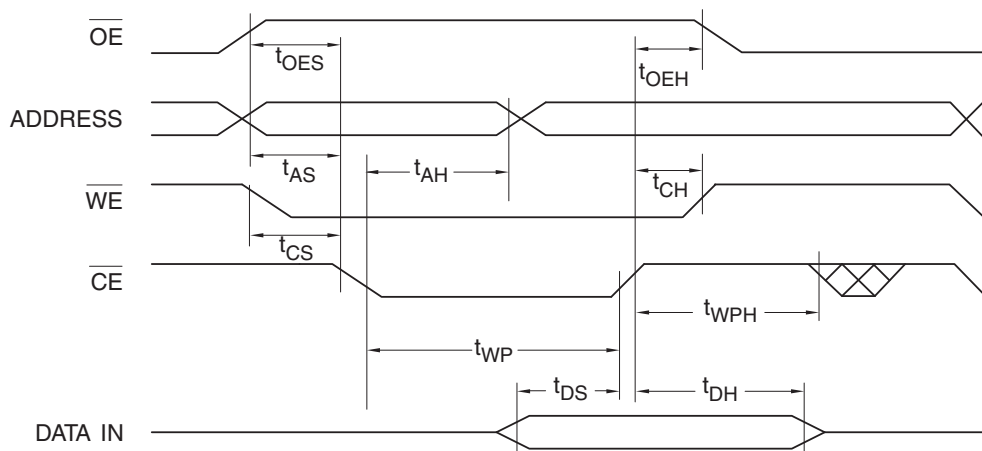 OE
tOES
tOEH
ADDRESS
tAS
tAH
tCH
WE
tCS
CE
tWPH
tWP
tDS
tDH
DATA IN